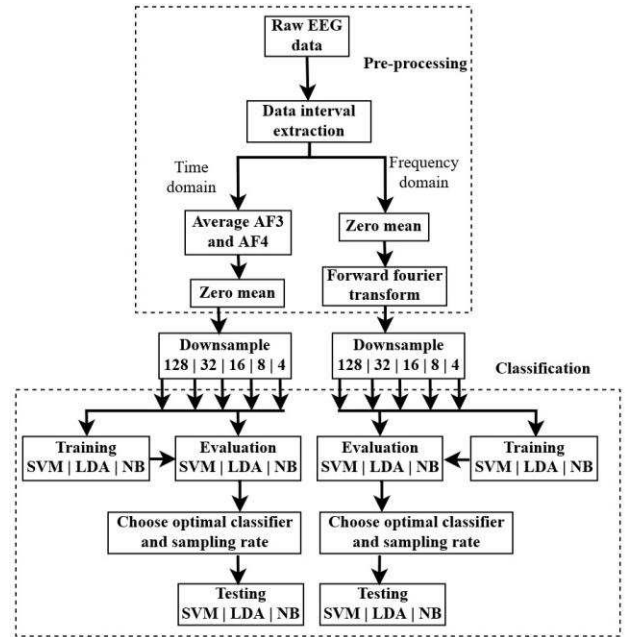 Raw EEG
data
Pre-processing
Data interval
extraction
Time
domain
Frequency
domain
Average AF3
and AF4
Zero mean
Zero mean
Forward fourier
transform
Downsample
128 | 32 | 16 | 8 | 4
Downsample
128 | 32 | 16 | 8 | 4
Classification
Training
SVM | LDA | NB
Evaluation
SVM | LDA | NB
Evaluation
SVM | LDA | NB
Training
SVM | LDA | NB
Choose optimal classifier
and sampling rate
Choose optimal classifier
and sampling rate
Testing
SVM | LDA | NB
Testing
SVM | LDA | NB